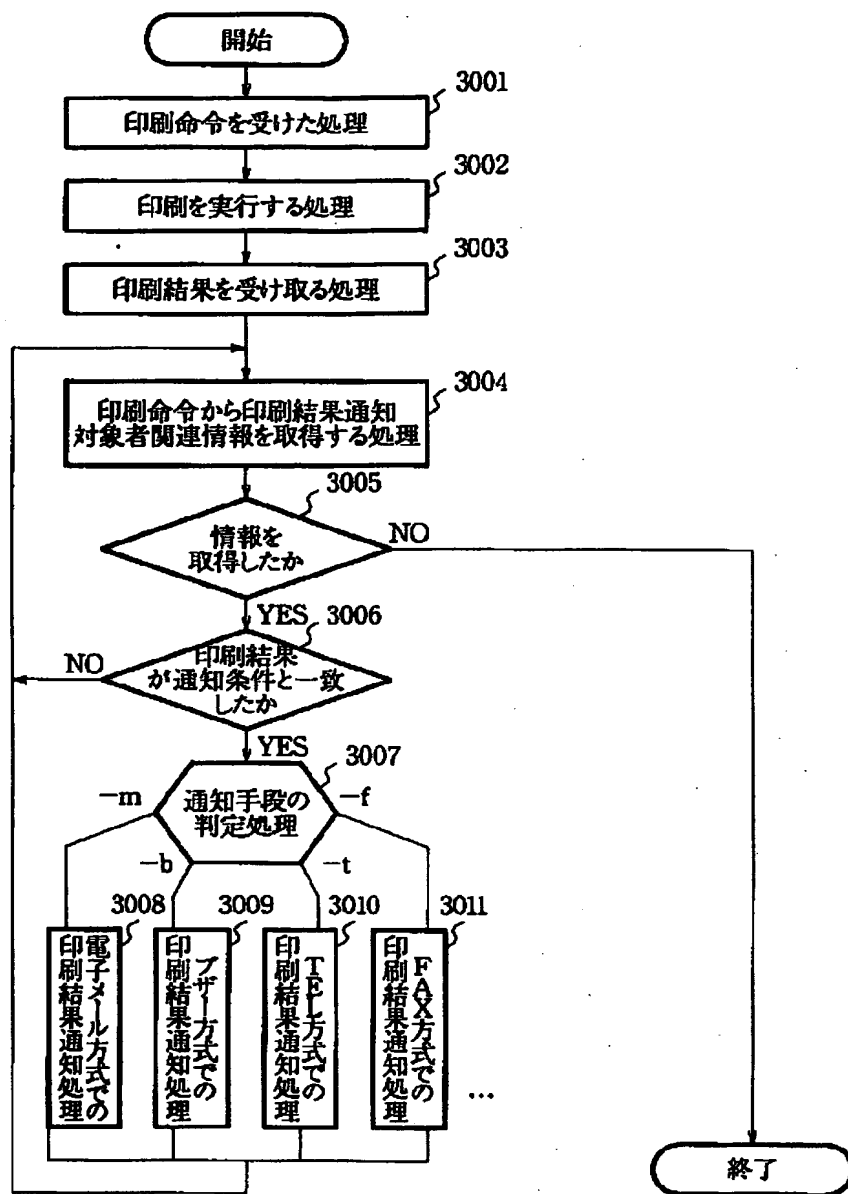 開始
3001
印刷命令を受けた処理
3002
印刷を実行する処理
3003
印刷結果を受け取る処理
3004
印刷命令から印刷結果通知
対象者関連情報を取得する処理
3005
情報を
取得したか
NO
YES
3006
印刷結果
が通知条件と一致
したか
NO
YES
3007
通知手段の
判定処理
-m
-f
-b
-t
3008
電子メール方式での
印刷結果通知処理
3009
ブザー方式での
印刷結果通知処理
3010
TEL方式での
印刷結果通知処理
3011
FAX方式での
印刷結果通知処理
…
終了